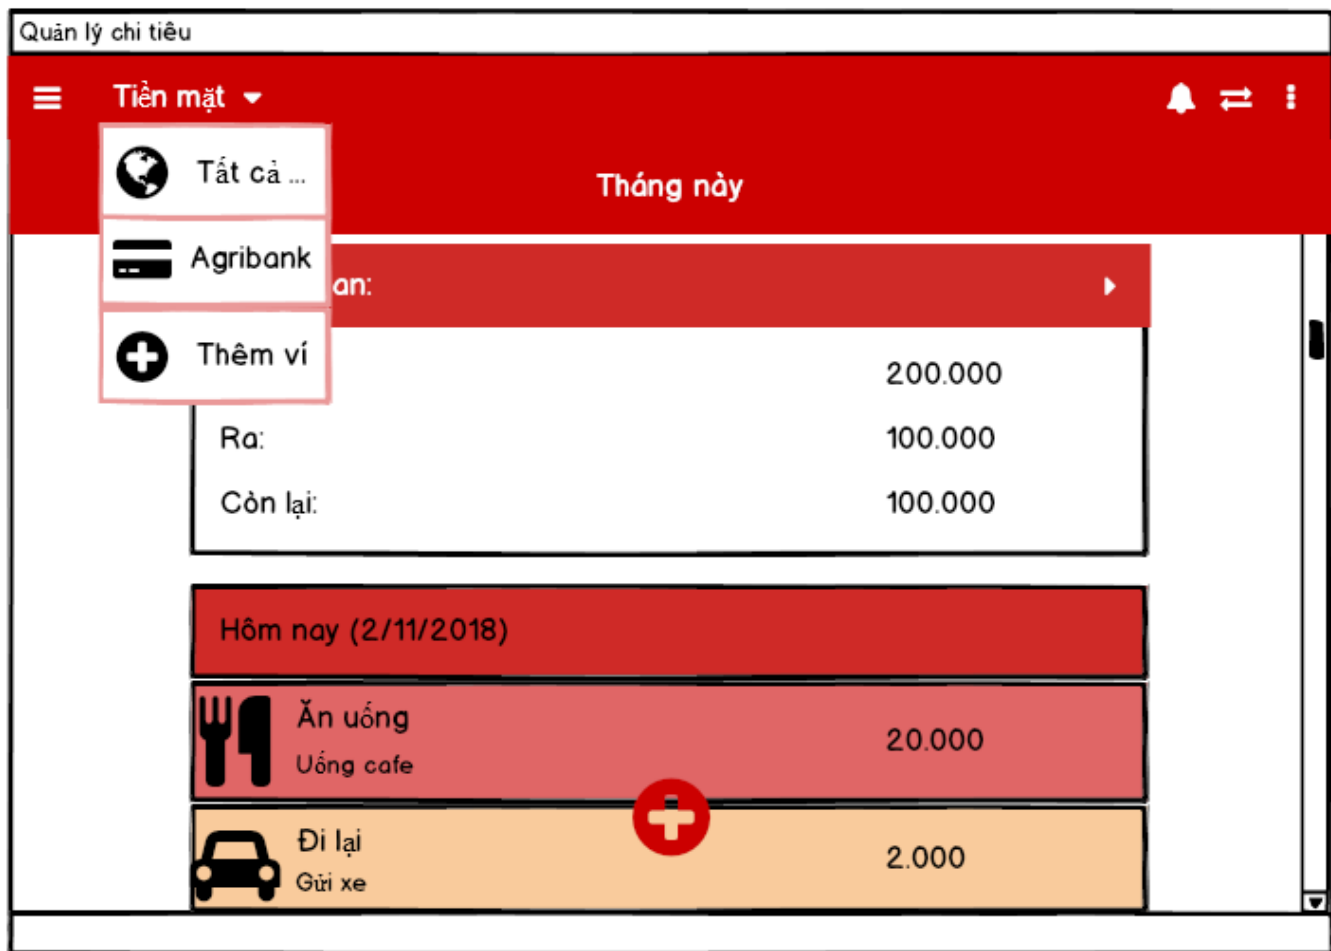 Quản lý chi tiêu
Tiền mặt
Tất cả ...
Tháng này
Agribank
an:
Thêm ví
200.000
Ra: 100.000
Còn lại: 100.000
Hôm nay (2/11/2018)
Ăn uống
20.000
Uống cafe
Đi lại
2.000
Gửi xe